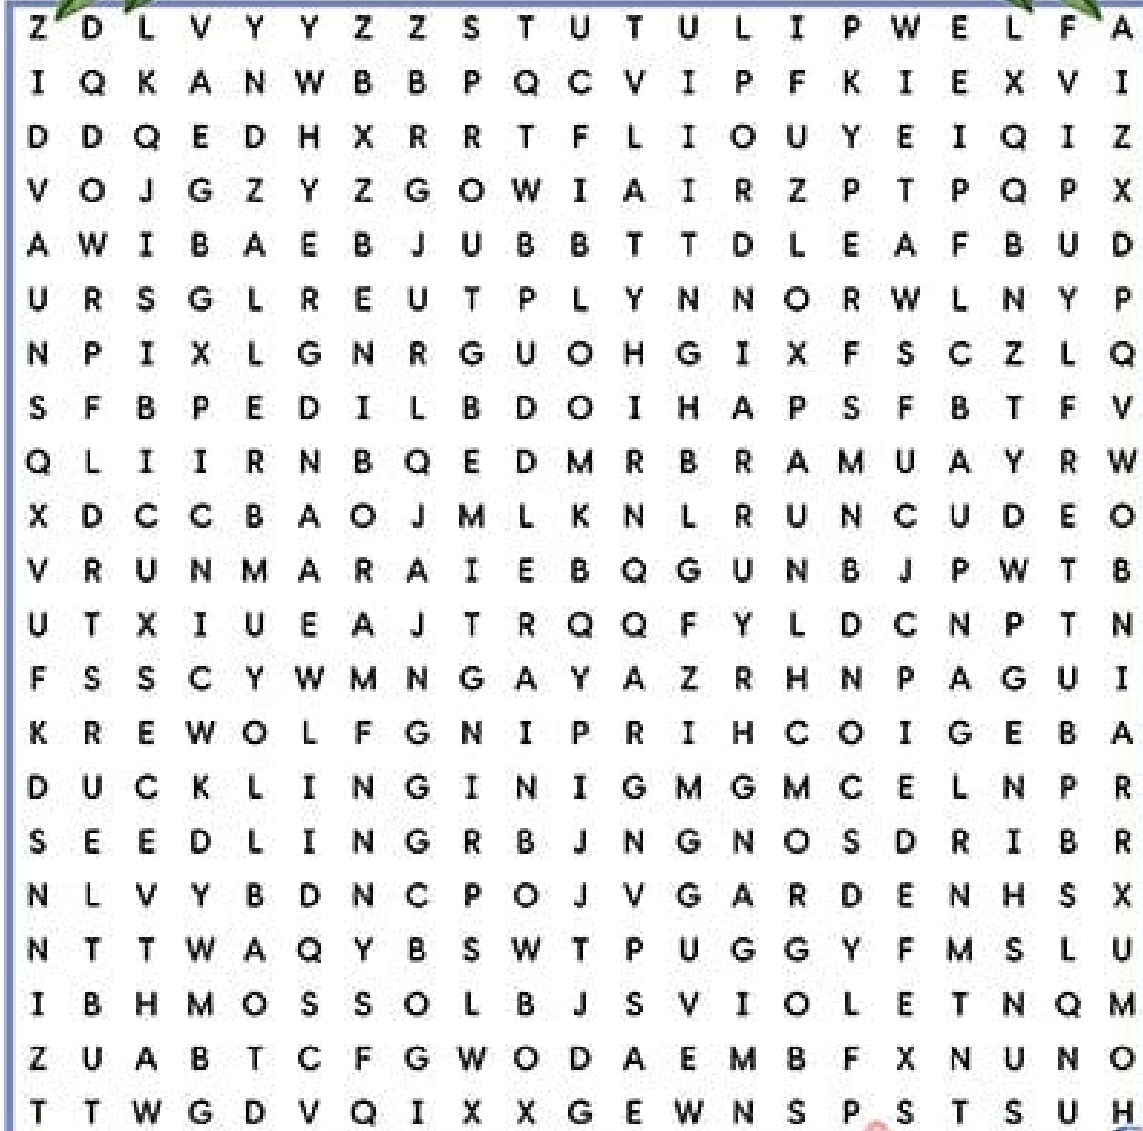 Z D L V Y Y Z Z S T U T U L I P W E L F A
I Q K A N W B B P Q C V I P F K I E X V I
D D Q E D H X R R T F L I O U Y E I Q I Z
V O J G Z Y Z G O W I A I R Z P T P Q P X
A W I B A E B J U B B T T D L E A F B U D
U R S G L R E U T P L Y N N O R W L N Y P
N P I X L G N R G U O H G I X F S C Z L Q
S F B P E D I L B D O I H A P S F B T F V
Q L I I R N B Q E D M R B R A M U A Y R W
X D C C B A O J M L K N L R U N C U D E O
V R U N M A R A I E B Q G U N B J P W T B
U T X I U E A J T R Q Q F Y L D C N P T N
F S S C Y W M N G A Y A Z R H N P A G U I
K R E W O L F G N I P R I H C O I G E B A
D U C K L I N G I N I G M G M C E L N P R
S E E D L I N G R B J N G N O S D R I B R
N L V Y B D N C P O J V G A R D E N H S X
N T T W A Q Y B S W T P U G G Y F M S L U
I B H M O S S O L B J S V I O L E T N Q M
Z U A B T C F G W O D A E M B F X N U N O
T T W G D V Q I X X G E W N S P S T S U H